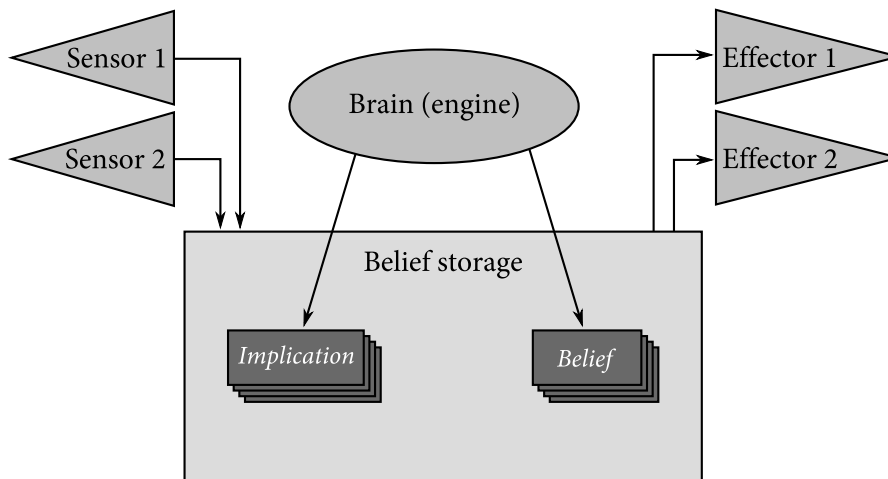 Sensor 1
Sensor 2
Brain (engine)
Effector 1
Effector 2
Belief storage
Implication
Belief